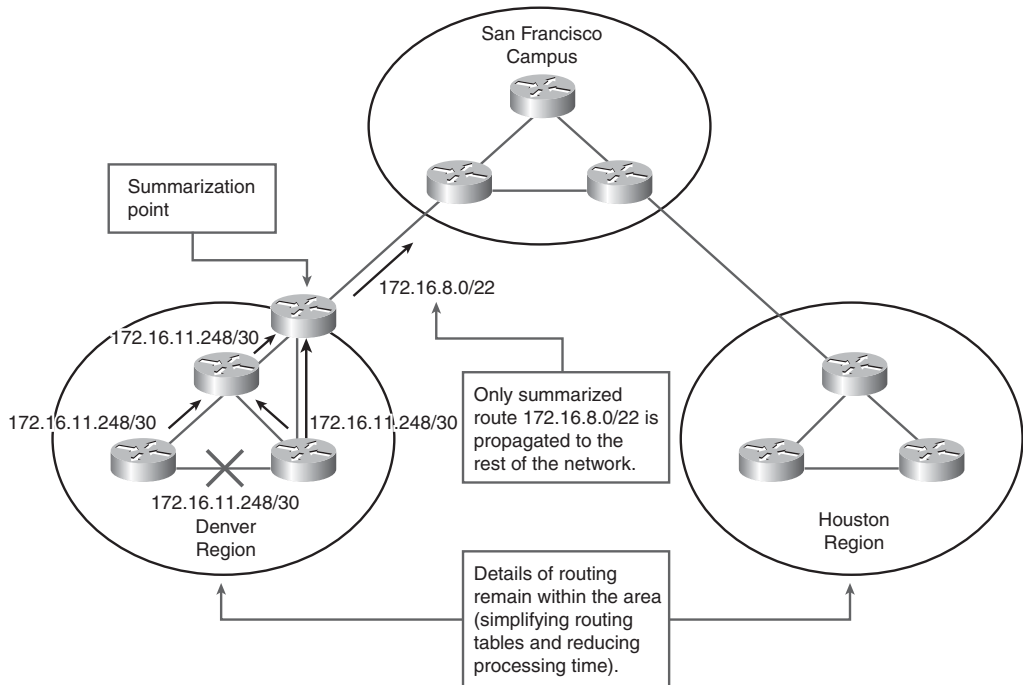 San Francisco
Campus
Summarization
point
172.16.8.0/22
172.16.11.248/30
Only summarized
route 172.16.8.0/22 is
propagated to the
rest of the network.
172.16.11.248/30
172.16.11.248/30
172.16.11.248/30
Denver
Region
Houston
Region
Details of routing
remain within the area
(simplifying routing
tables and reducing
processing time).